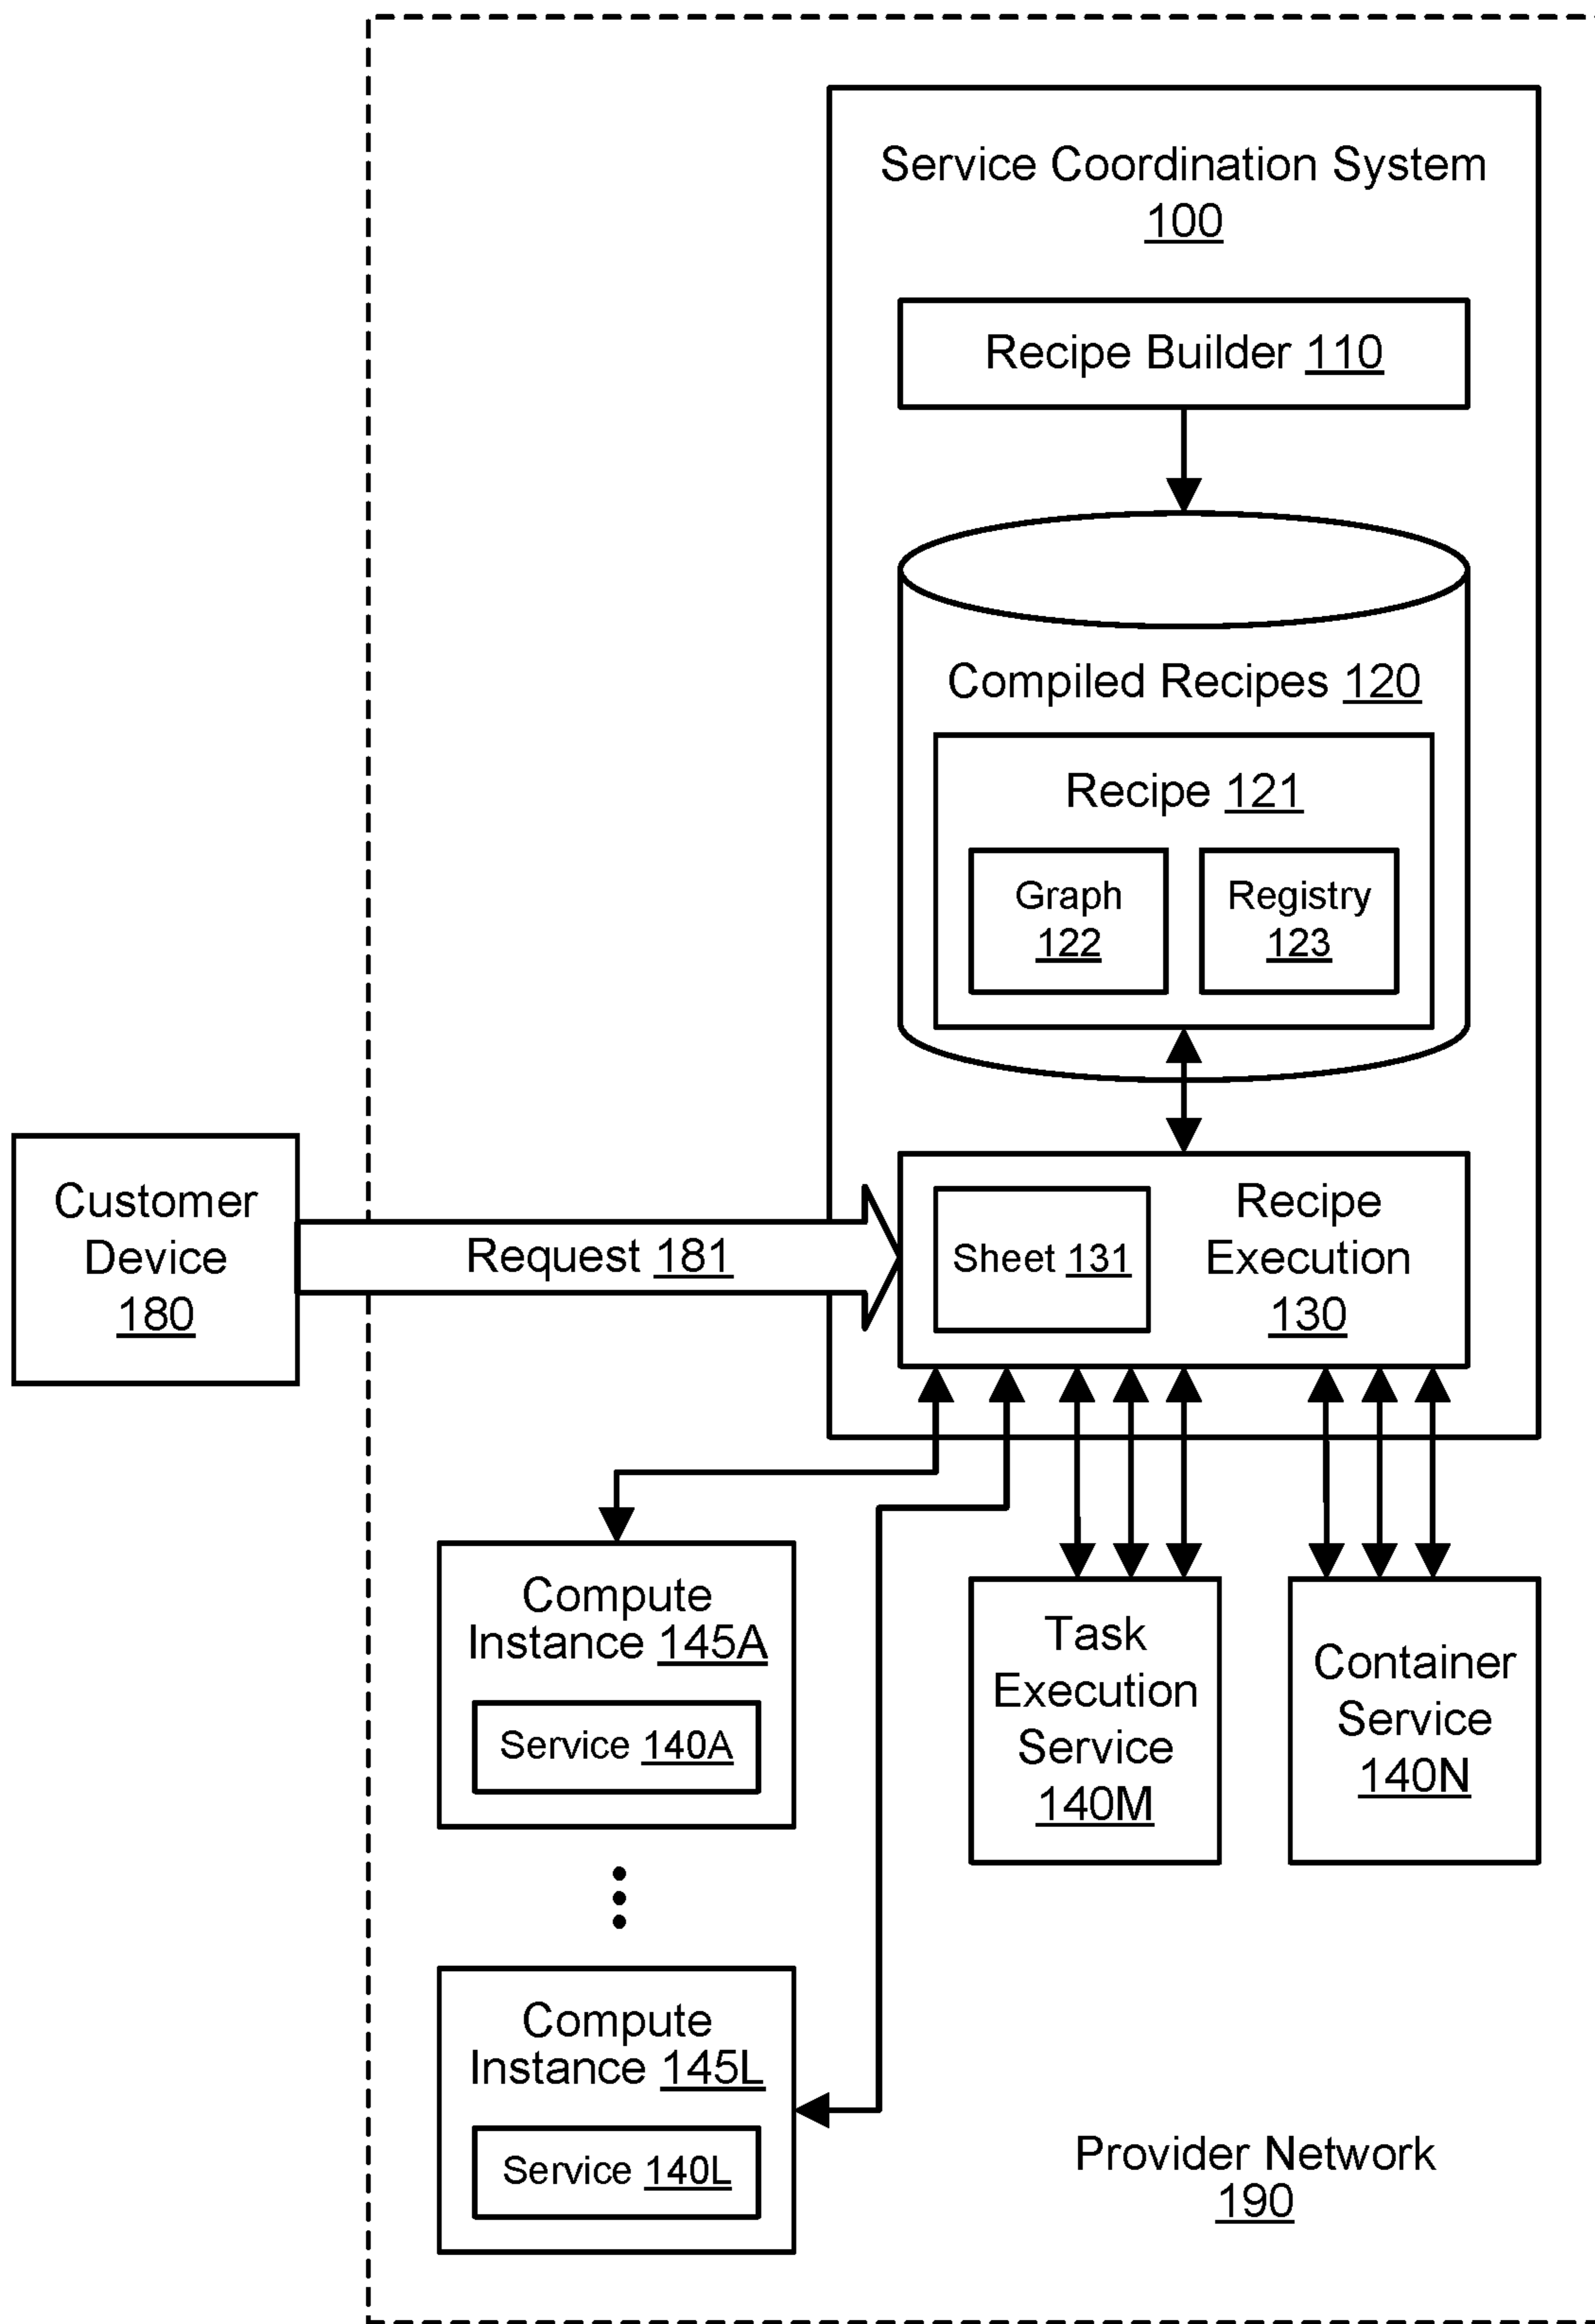 Service Coordination System
100
Recipe Builder 110
Compiled Recipes 120
Recipe 121
Graph
122
Registry
123
Customer
Device
180
Request 181
Sheet 131
Recipe
Execution
130
Compute
Instance 145A
Service 140A
Task
Execution
Service
140M
Container
Service
140N
Compute
Instance 145L
Service 140L
Provider Network
190